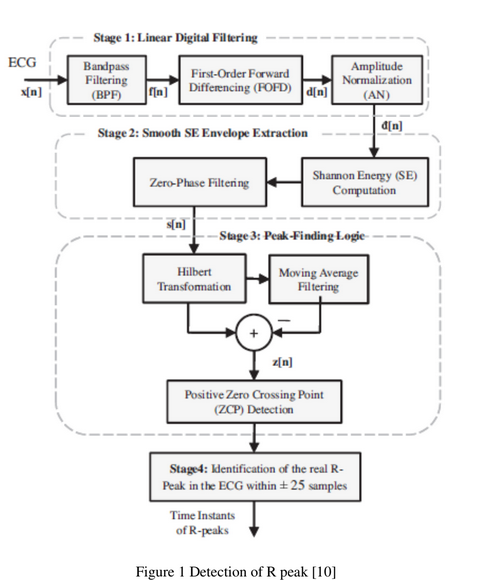 Stage 1: Linear Digital Filtering
ECG
x[n]
Bandpass
Filtering
(BPF)
f[n]
First-Order Forward
Differencing (FOFD)
d[n]
Amplitude
Normalization
(AN)
đ[n]
Stage 2: Smooth SE Envelope Extraction
Zero-Phase Filtering
Shannon Energy (SE)
Computation
s[n]
Stage 3: Peak-Finding Logic
Hilbert
Transformation
Moving Average
Filtering
+
−
z[n]
Positive Zero Crossing Point
(ZCP) Detection
Stage4: Identification of the real R-
Peak in the ECG within ± 25 samples
Time Instants
of R-peaks
Figure 1 Detection of R peak [10]